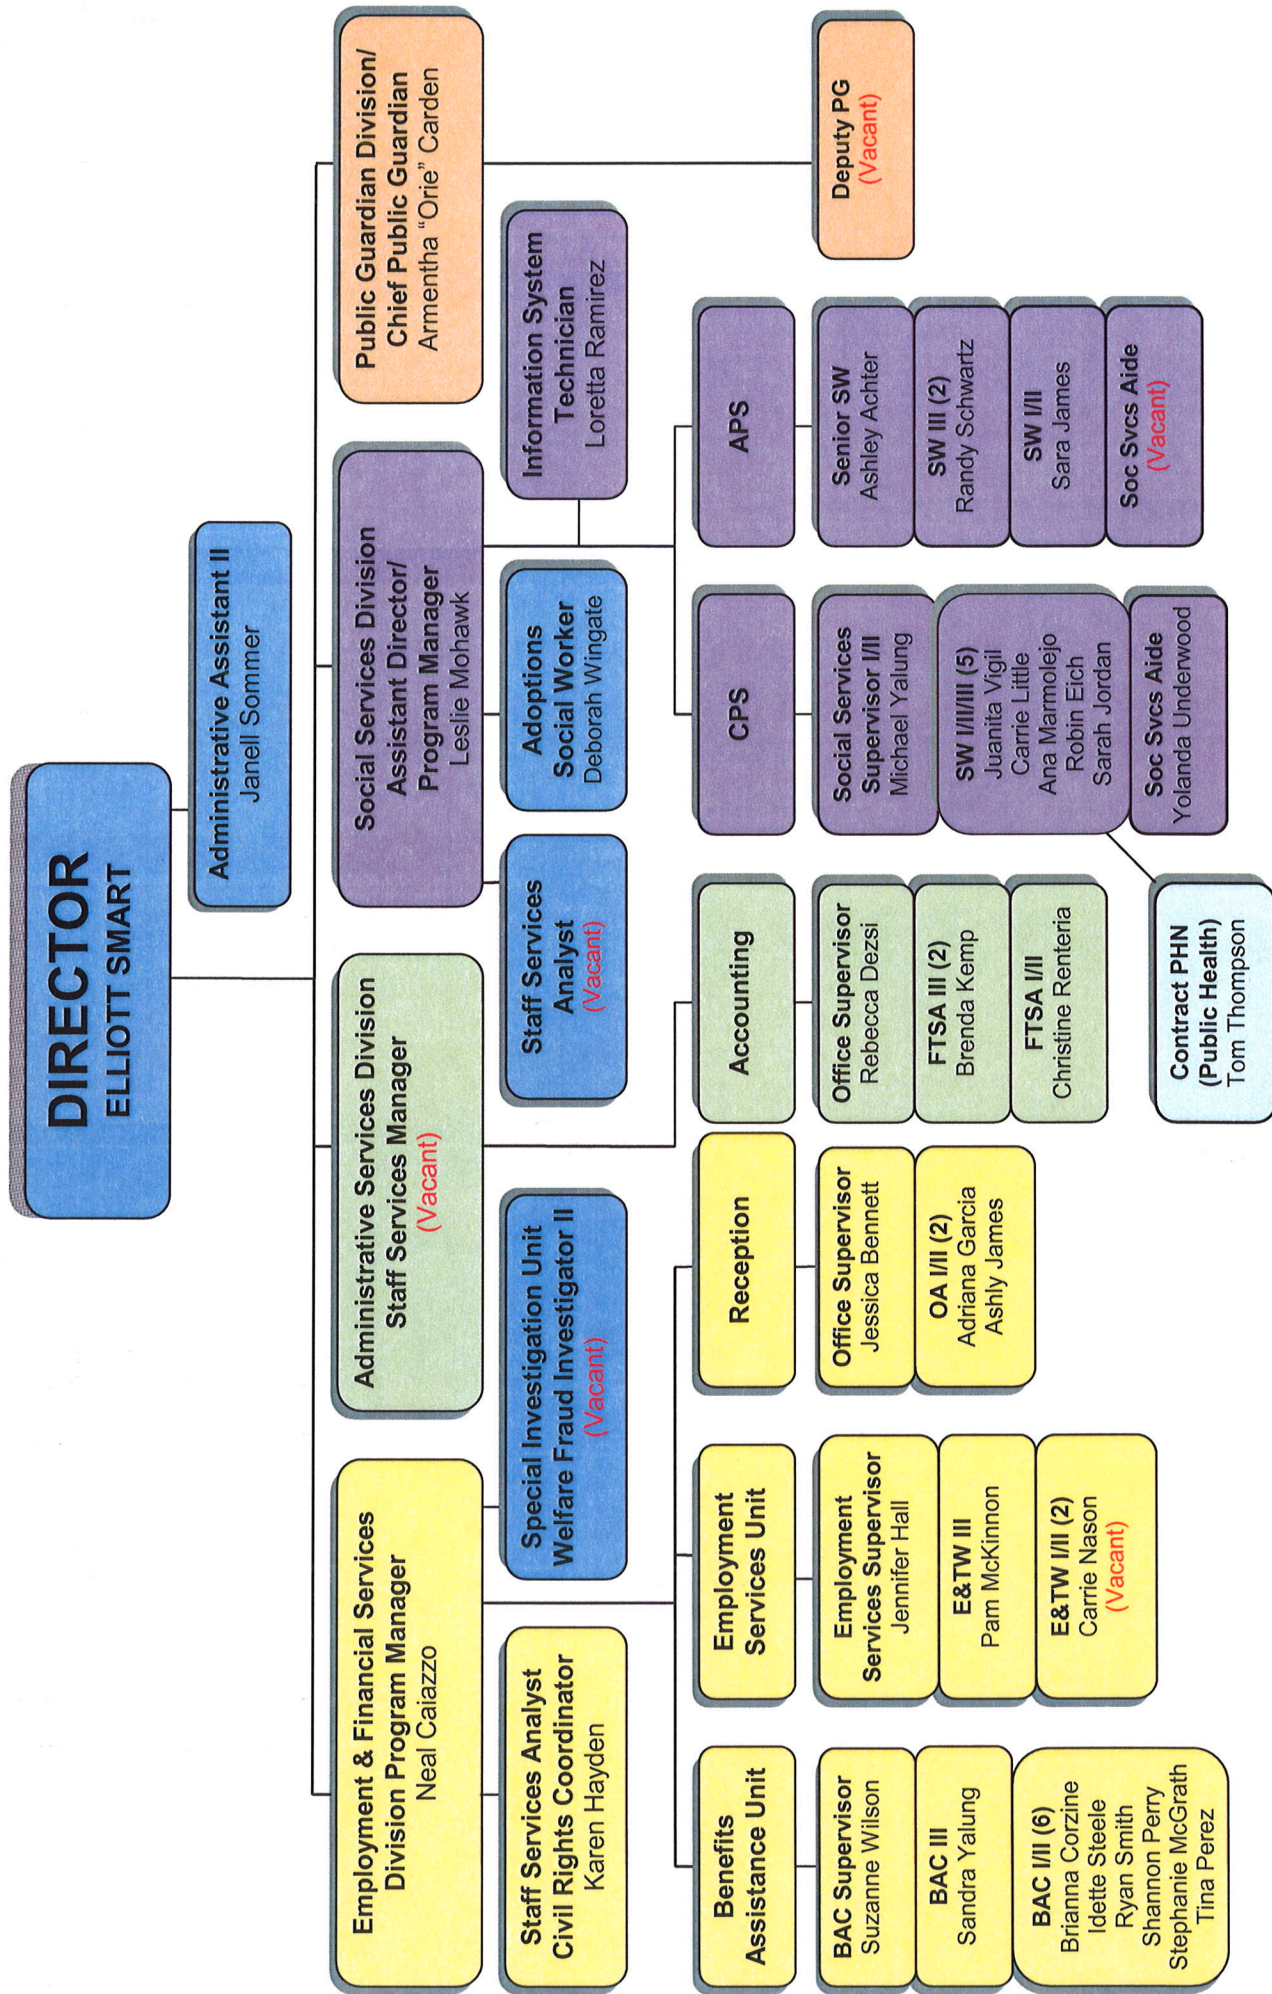 DIRECTOR
ELLIOTT SMART
Administrative Assistant II
Janell Sommer
Employment & Financial Services
Division Program Manager
Neal Caiazzo
Administrative Services Division
Staff Services Manager
(Vacant)
Social Services Division
Assistant Director/
Program Manager
Leslie Mohawk
Public Guardian Division/
Chief Public Guardian
Armentha “Orie” Carden
Staff Services Analyst
Civil Rights Coordinator
Karen Hayden
Special Investigation Unit
Welfare Fraud Investigator II
(Vacant)
Staff Services
Analyst
(Vacant)
Adoptions
Social Worker
Deborah Wingate
Information System
Technician
Loretta Ramirez
Benefits
Assistance Unit
BAC Supervisor
Suzanne Wilson
BAC III
Sandra Yalung
BAC I/II (6)
Brianna Corzine
Idette Steele
Ryan Smith
Shannon Perry
Stephanie McGrath
Tina Perez
Employment
Services Unit
Employment
Services Supervisor
Jennifer Hall
E&TW III
Pam McKinnon
E&TW I/II (2)
Carrie Nason
(Vacant)
Reception
Office Supervisor
Jessica Bennett
OA I/II (2)
Adriana Garcia
Ashly James
Accounting
Office Supervisor
Rebecca Dezsi
FTSA III (2)
Brenda Kemp
FTSA I/II
Christine Renteria
CPS
Social Services
Supervisor I/II
Michael Yalung
SW I/II/III (5)
Juanita Vigil
Carrie Little
Ana Marmolejo
Robin Eich
Sarah Jordan
Soc Svcs Aide
Yolanda Underwood
Contract PHN
(Public Health)
Tom Thompson
APS
Senior SW
Ashley Achter
SW III (2)
Randy Schwartz
SW I/II
Sara James
Soc Svcs Aide
(Vacant)
Deputy PG
(Vacant)